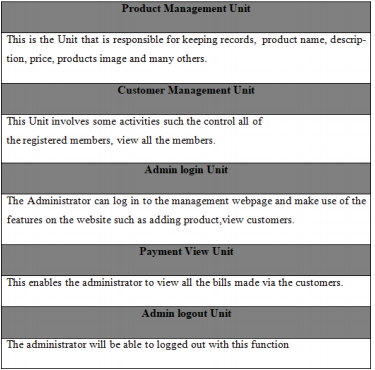 Product Management Unit
This is the Unit that is responsible for keeping records,  product name, descrip-
tion, price, products image and many others.
Customer Management Unit
This Unit involves some activities such the control all of
the registered members, view all the members.
Admin login Unit
The Administrator can log in to the management webpage and make use of the
features on the website such as adding product,view customers.
Payment View Unit
This enables the administrator to view all the bills made via the customers.
Admin logout Unit
The administrator will be able to logged out with this function